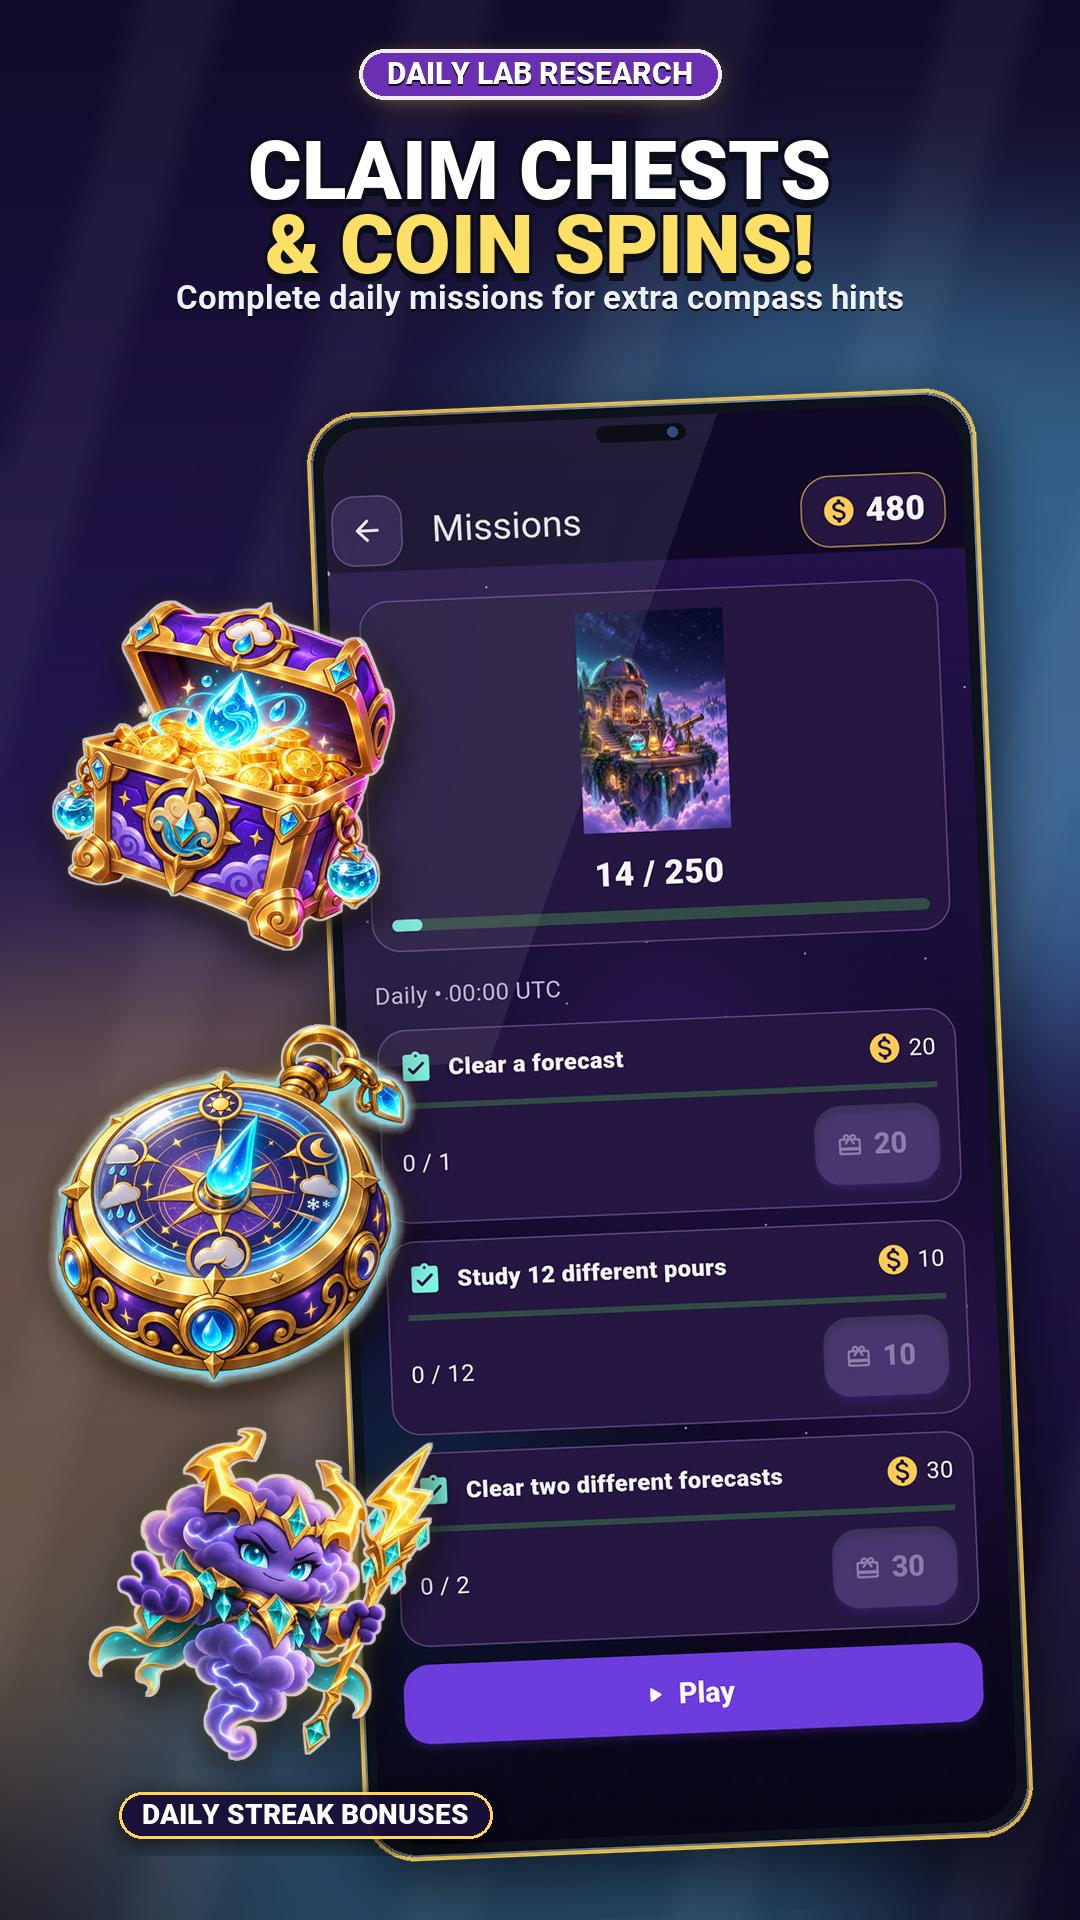 DAILY LAB RESEARCH
CLAIM CHESTS
& COIN SPINS!
Complete daily missions for extra compass hints
Missions
480
14 / 250
Daily • 00:00 UTC
Clear a forecast
20
0 / 1
20
Study 12 different pours
10
0 / 12
10
Clear two different forecasts
30
0 / 2
30
Play
DAILY STREAK BONUSES